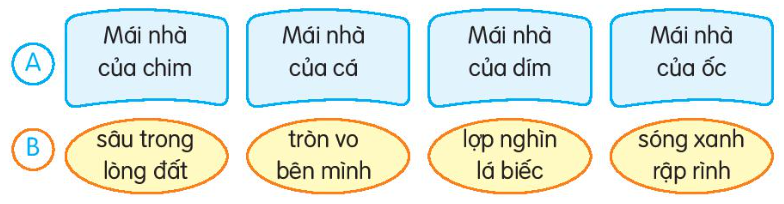 A
Mái nhà
của chim
Mái nhà
của cá
Mái nhà
của dím
Mái nhà
của ốc
B
sâu trong
lòng đất
tròn vo
bên mình
lợp nghìn
lá biếc
sóng xanh
rập rình